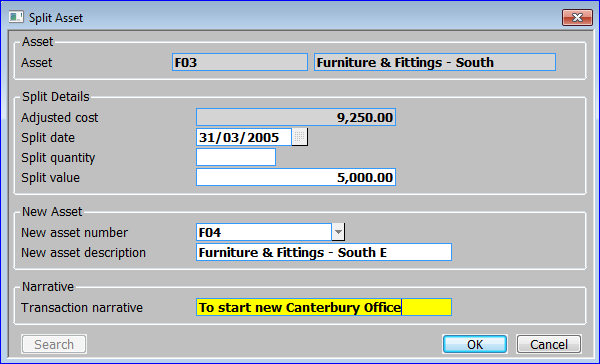 Split Asset
Asset
Asset F03 Furniture & Fittings - South
Split Details
Adjusted cost 9,250.00
Split date 31/03/2005
Split quantity
Split value 5,000.00
New Asset
New asset number F04
New asset description Furniture & Fittings - South E
Narrative
Transaction narrative To start new Canterbury Office
Search OK Cancel